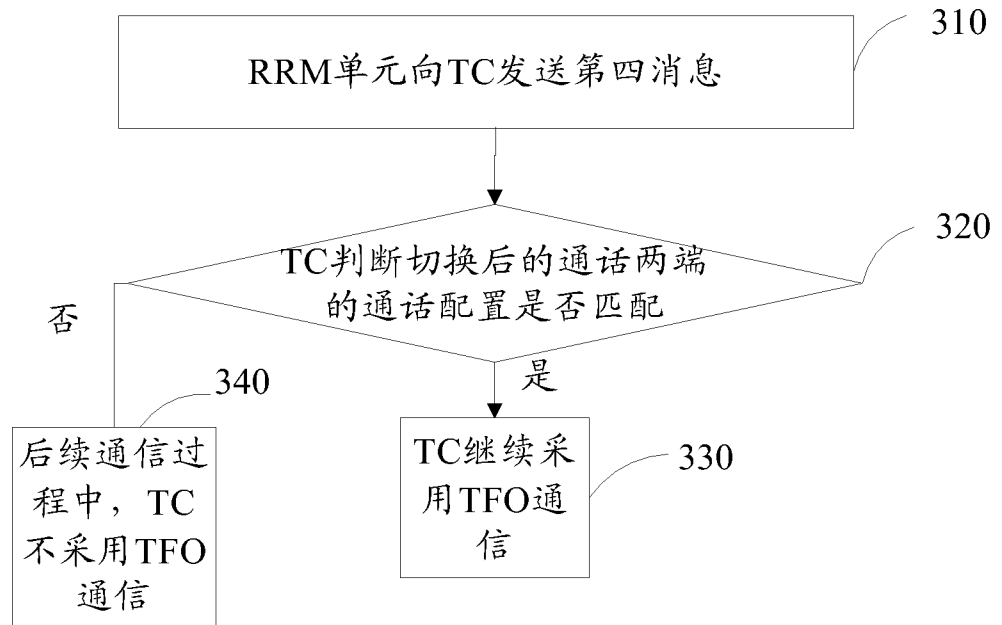 310
RRM单元向TC发送第四消息
320
TC判断切换后的通话两端
的通话配置是否匹配
否
是
340
后续通信过
程中，TC
不采用TFO
通信
330
TC继续采
用TFO通
信